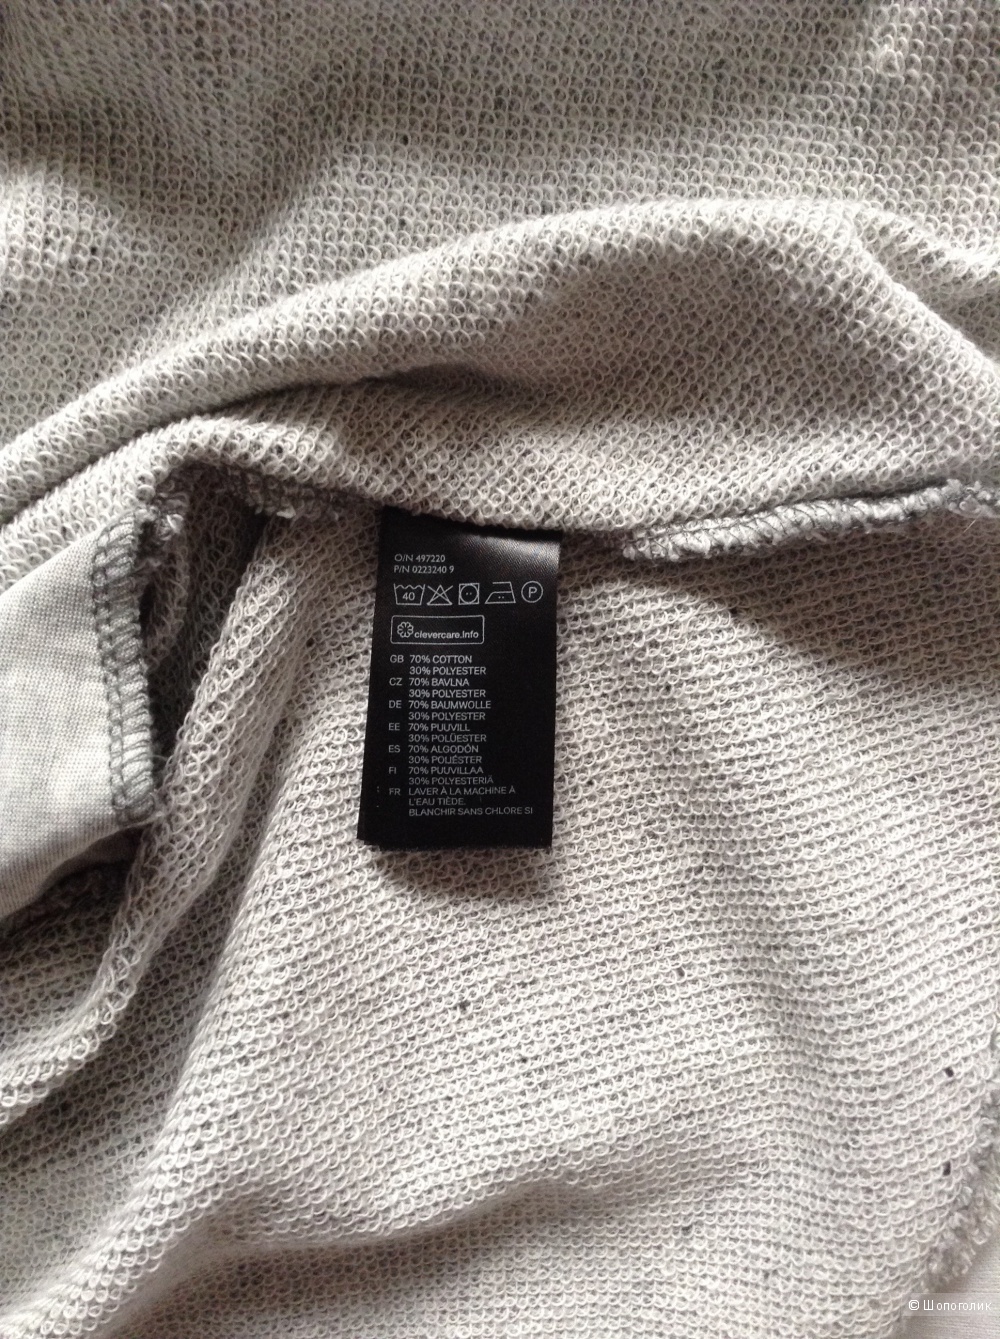 O/N 497220
P/N 0223240 9
40 P
clevercare.info
GB 70% COTTON
30% POLYESTER
CZ 70% BAVLNA
30% POLYESTER
DE 70% BAUMWOLLE
30% POLYESTER
EE 70% PUUVILL
30% POLÜESTER
ES 70% ALGODÓN
30% POLIÉSTER
FI 70% PUUVILLAA
30% POLYESTERIÄ
FR LAVER À LA MACHINE À
L'EAU TIÈDE.
BLANCHIR SANS CHLORE SI
© Шопоголик